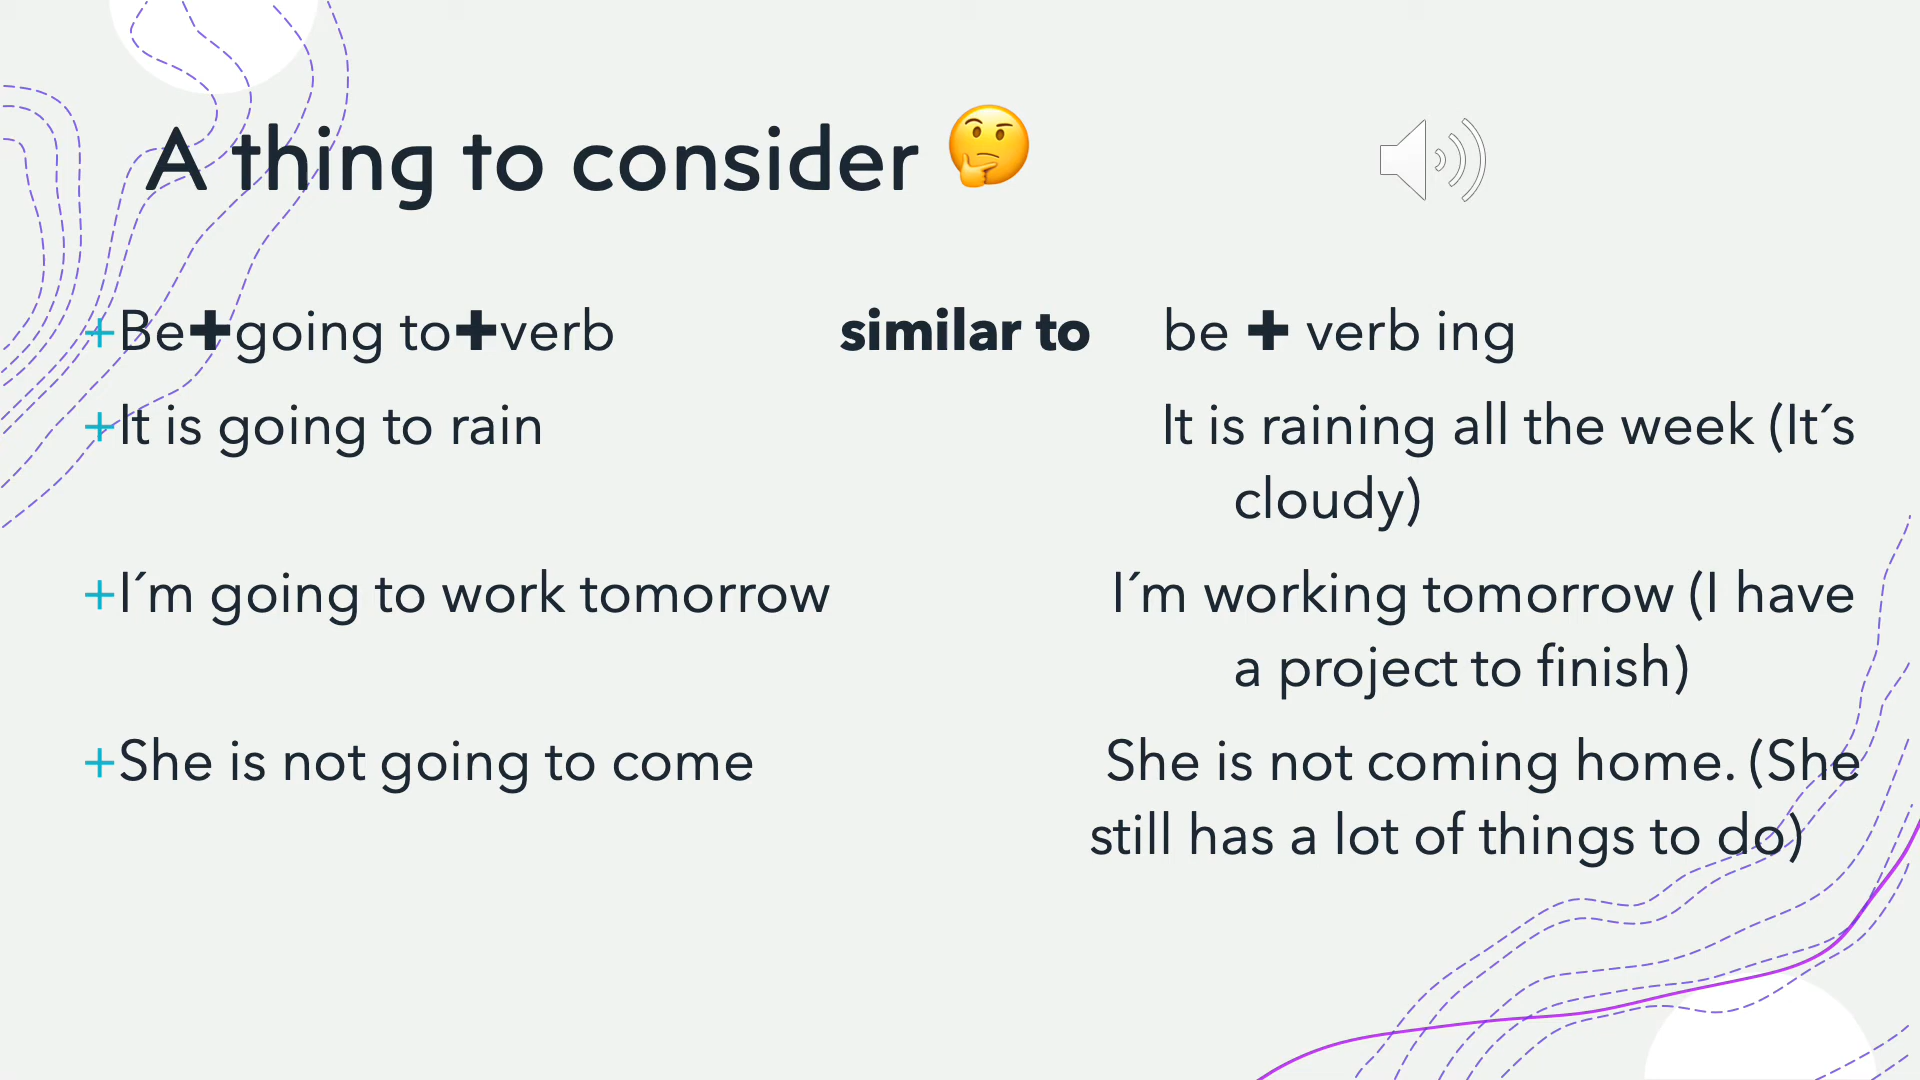 A thing to consider 🤔
+Be➕going to➕verb similar to be ➕ verb ing
+It is going to rain It is raining all the week (It´s
cloudy)
+I´m going to work tomorrow I´m working tomorrow (I have
a project to finish)
+She is not going to come She is not coming home. (She
still has a lot of things to do)